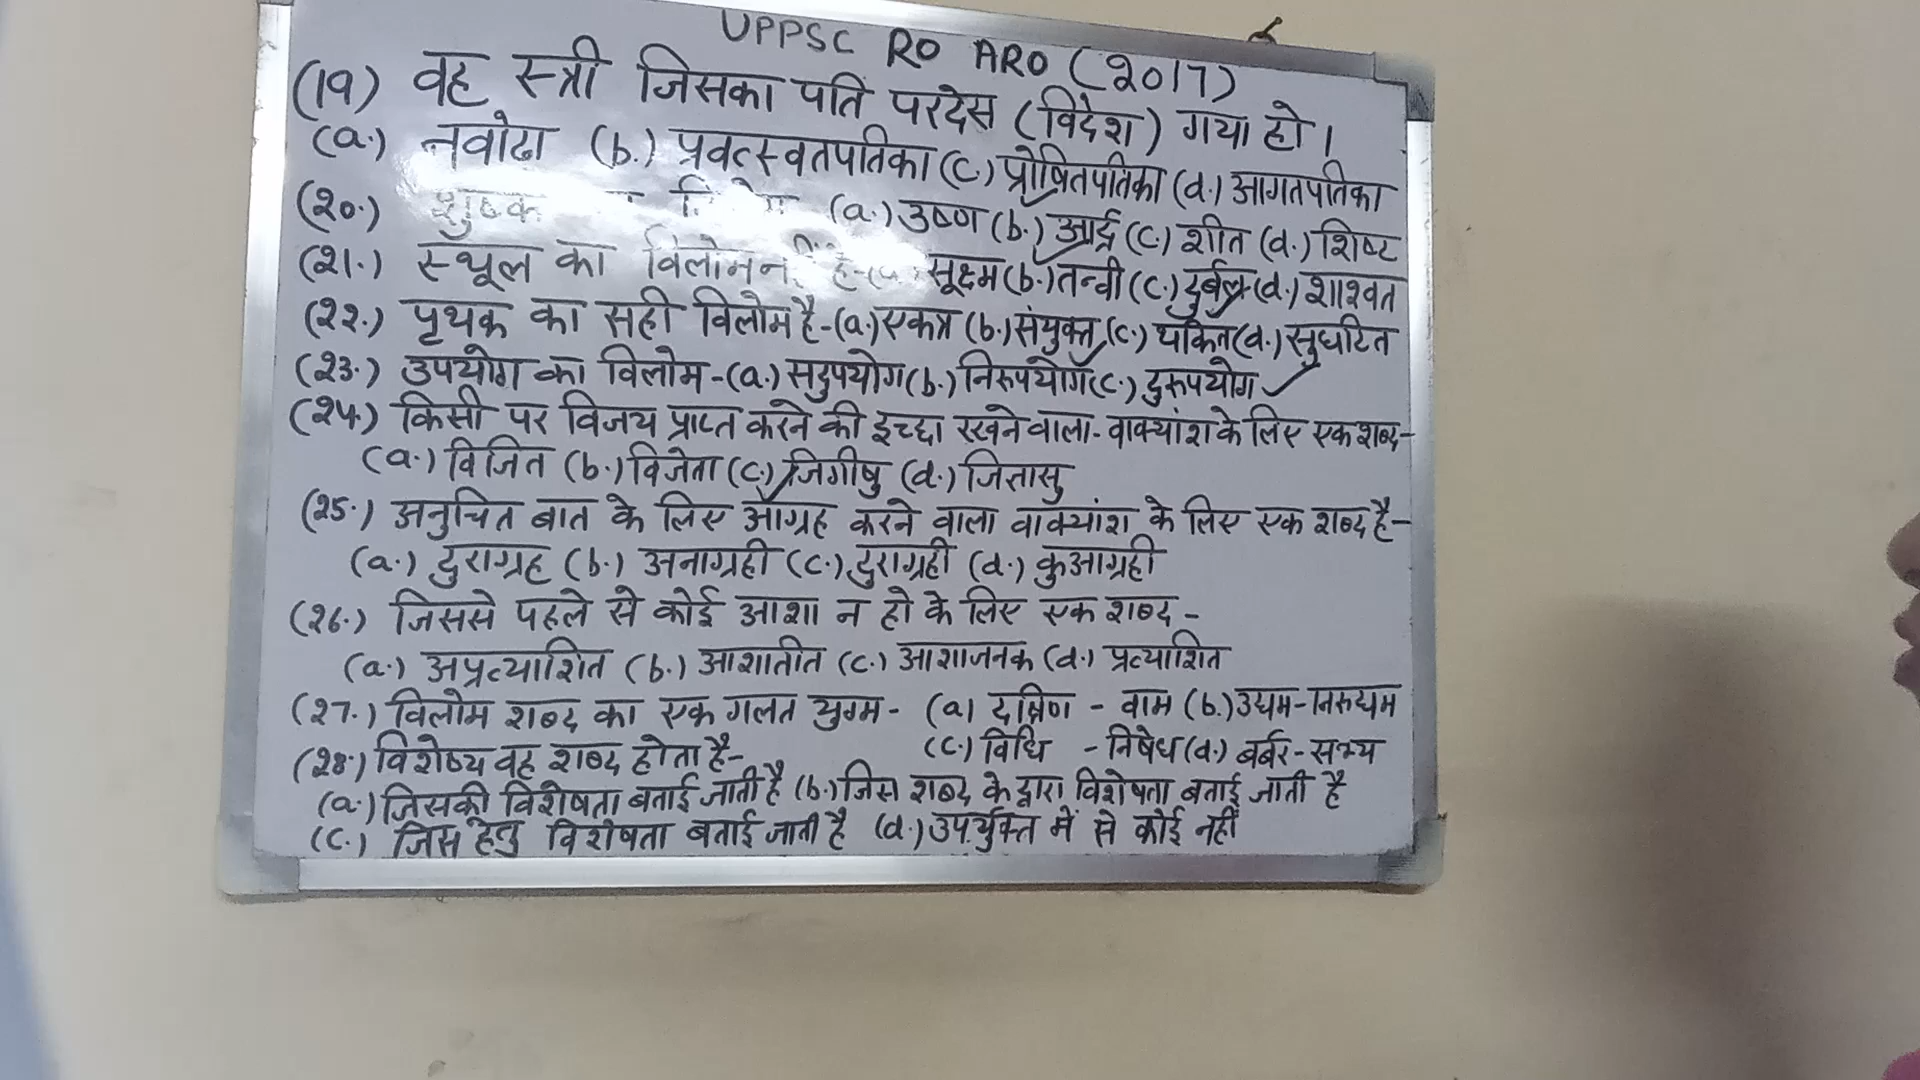 UPPSC RO ARO (2017)
(19) वह स्त्री जिसका पति परदेस (विदेश) गया हो।
(a.) नवोढा (b.) प्रवत्स्वतपतिका (c.) प्रोषितपतिका (d.) आगतपतिका
(20.) शुष्क (a.) उष्ण (b.) आर्द्र (c.) शीत (d.) शिष्ट
(21.) स्थूल का विलोम है- सूक्ष्म (b.) तन्वी (c.) दुर्बल (d.) शाश्वत
(22.) पृथक का सही विलोम है-(a.) एकत्र (b.) संयुक्त (c.) थकित (d.) सुघटित
(23.) उपयोग का विलोम-(a.) सदुपयोग (b.) निरुपयोग (c.) दुरुपयोग
(24.) किसी पर विजय प्राप्त करने की इच्छा रखने वाला- वाक्यांश के लिए एक शब्द-
(a.) विजित (b.) विजेता (c.) जिगीषु (d.) जितासु
(25.) अनुचित बात के लिए आग्रह करने वाला वाक्यांश के लिए एक शब्द है-
(a.) दुराग्रह (b.) अनाग्रही (c.) दुराग्रही (d.) कुआग्रही
(26.) जिससे पहले से कोई आशा न हो के लिए एक शब्द -
(a.) अप्रत्याशित (b.) आशातीत (c.) आशाजनक (d.) प्रत्याशित
(27.) विलोम शब्द का एक गलत युग्म- (a) दक्षिण - वाम (b.) उद्यम-निरुद्यम
(c.) विधि - निषेध (d.) बर्बर-सभ्य
(28.) विशेष्य वह शब्द होता है-
(a.) जिसकी विशेषता बताई जाती है (b.) जिस शब्द के द्वारा विशेषता बताई जाती है
(c.) जिस हेतु विशेषता बताई जाती है (d.) उपर्युक्त में से कोई नहीं